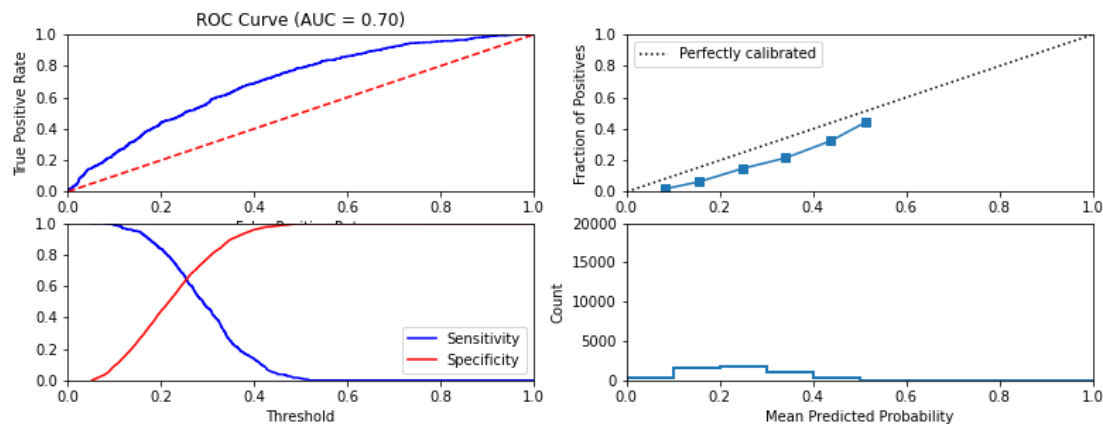 ROC Curve (AUC = 0.70)
True Positive Rate
1.0
0.8
0.6
0.4
0.2
0.0
0.0 0.2 0.4 0.6 0.8 1.0
Perfectly calibrated
Fraction of Positives
1.0
0.8
0.6
0.4
0.2
0.0
0.0 0.2 0.4 0.6 0.8 1.0
1.0
0.8
0.6
0.4
0.2
0.0
Sensitivity
Specificity
0.0 0.2 0.4 0.6 0.8 1.0
Threshold
Count
20000
15000
10000
5000
0
0.0 0.2 0.4 0.6 0.8 1.0
Mean Predicted Probability